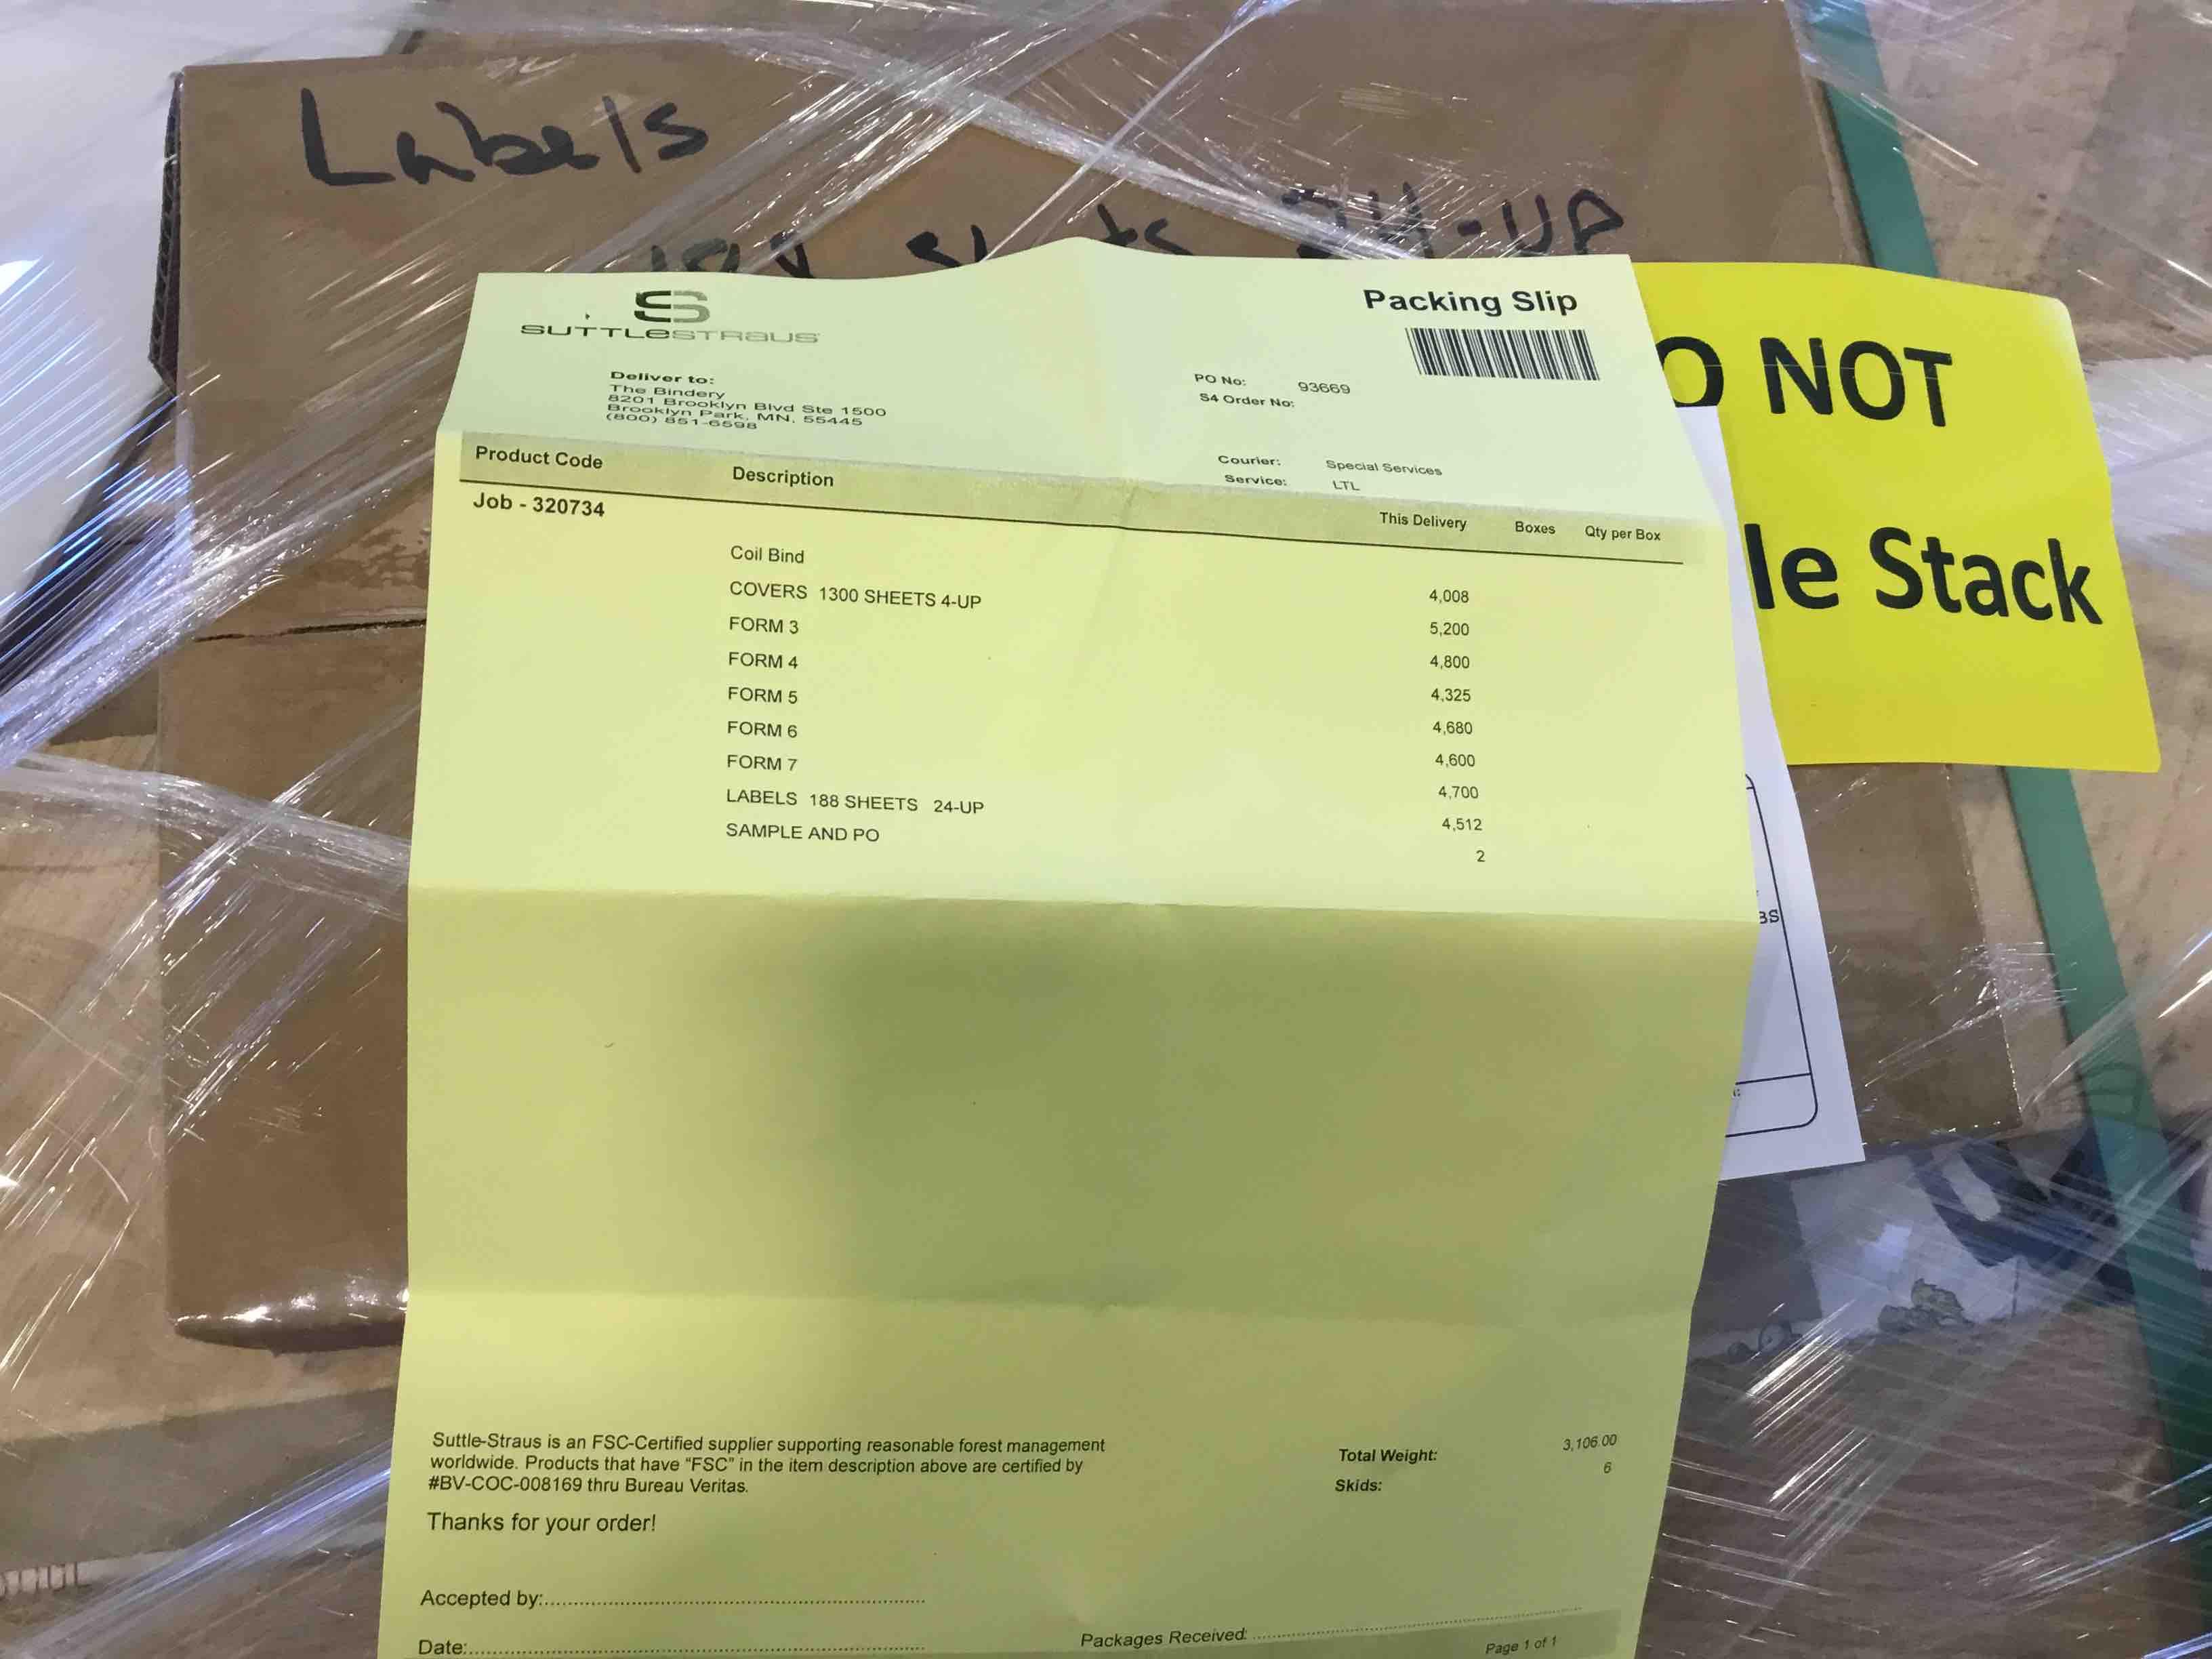 Labels
24-UP
SUTTLESTRAUS
Packing Slip
Deliver to:
The Bindery
8201 Brooklyn Blvd Ste 1500
Brooklyn Park, MN, 55445
(800) 851-6598
PO No: 93669
S4 Order No:
Courier: Special Services
Service: LTL
Product Code Description This Delivery Boxes Qty per Box
Job - 320734
Coil Bind 4,008
COVERS 1300 SHEETS 4-UP 5,200
FORM 3 4,800
FORM 4 4,325
FORM 5 4,680
FORM 6 4,600
FORM 7 4,700
LABELS 188 SHEETS 24-UP 4,512
SAMPLE AND PO 2
Suttle-Straus is an FSC-Certified supplier supporting reasonable forest management
worldwide. Products that have “FSC” in the item description above are certified by
#BV-COC-008169 thru Bureau Veritas.
Thanks for your order!
Total Weight: 3,106.00
Skids: 6
Accepted by:
Date:
Packages Received:
Page 1 of 1
O NOT
le Stack
BS